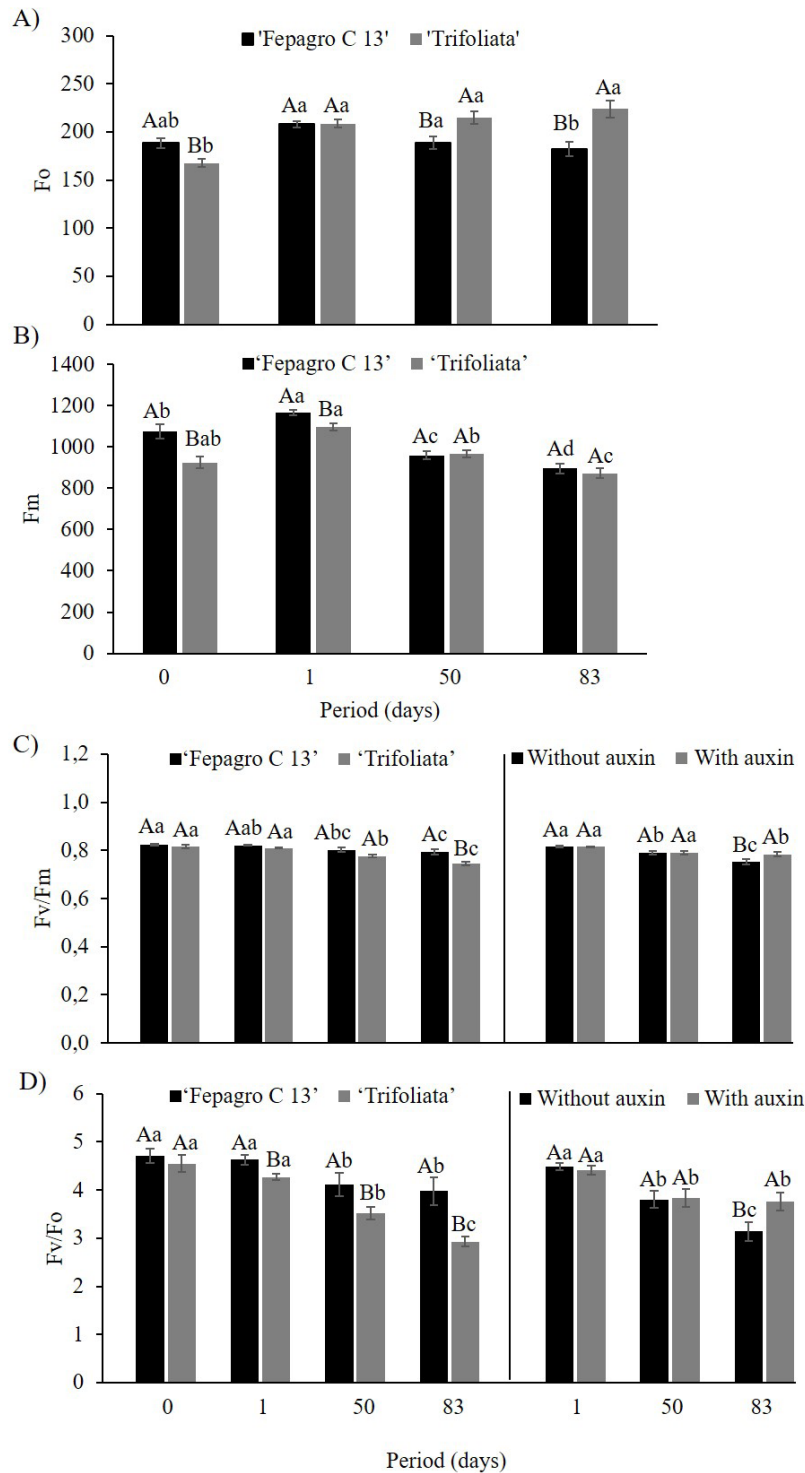 A)
'Fepagro C 13' 'Trifoliata'
300
250
200
150
100
50
0
Fo
Aab Bb Aa Aa Ba Aa Bb Aa
B)
‘Fepagro C 13’ ‘Trifoliata’
1400
1200
1000
800
600
400
200
0
Fm
Ab Bab Aa Ba Ac Ab Ad Ac
0 1 50 83
Period (days)
C)
‘Fepagro C 13’ ‘Trifoliata’ Without auxin With auxin
1,2
1,0
0,8
0,6
0,4
0,2
0,0
Fv/Fm
Aa Aa Aab Aa Abc Ab Ac Bc Aa Aa Ab Aa Bc Ab
D)
‘Fepagro C 13’ ‘Trifoliata’ Without auxin With auxin
6
5
4
3
2
1
0
Fv/Fo
Aa Aa Aa Ba Ab Bb Ab Bc Aa Aa Ab Ab Bc Aa
0 1 50 83 1 50 83
Period (days)